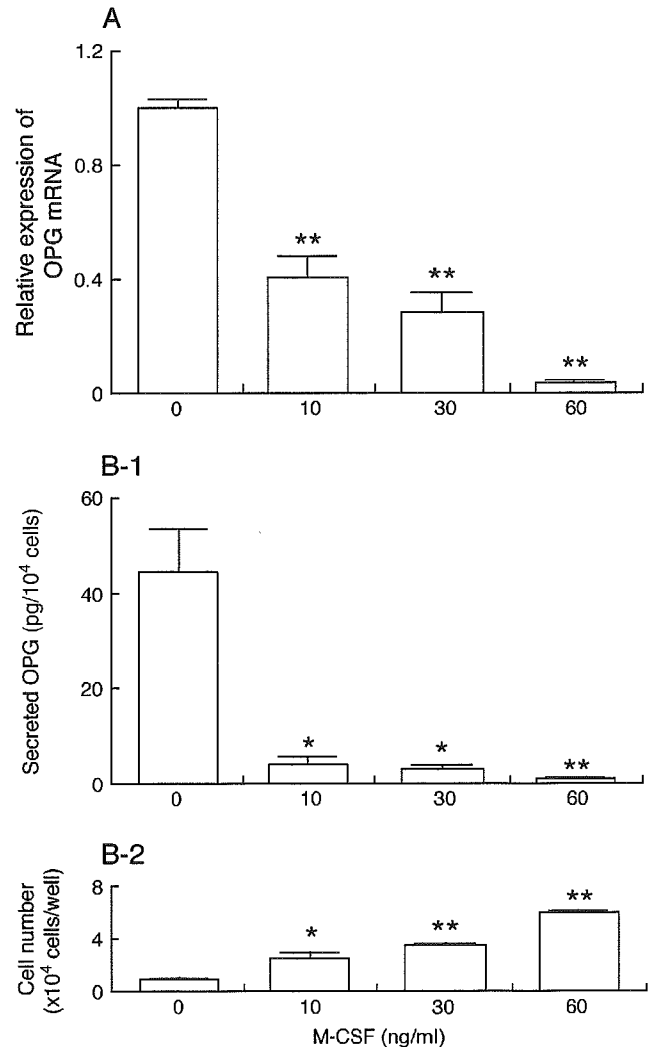 A
Relative expression of
OPG mRNA
1.2
0.8
0.4
0
**
**
**
0 10 30 60
B-1
Secreted OPG (pg/10⁴ cells)
60
40
20
0
*
*
**
0 10 30 60
B-2
Cell number
(x10⁴ cells/well)
8
4
0
*
**
**
0 10 30 60
M-CSF (ng/ml)